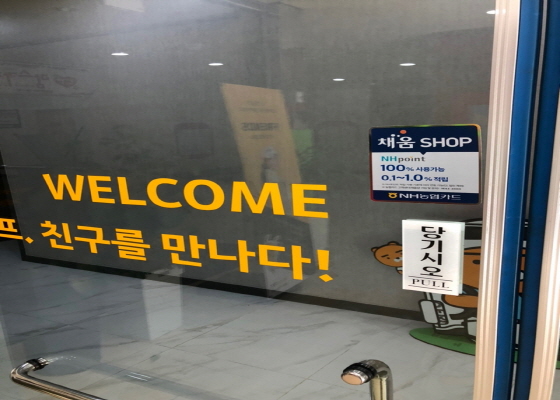 WELCOME
프, 친구를 만나다!
채움 SHOP
NHpoint
100% 사용가능
0.1~1.0% 적립
NH농협카드
당기시오
PULL